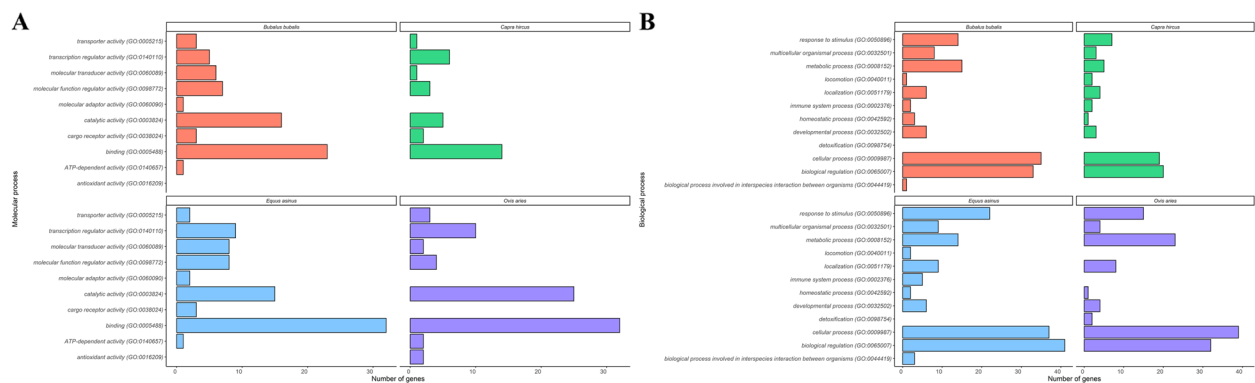 A
Bubalus bubalis
Capra hircus
transporter activity (GO:0005215)
transcription regulator activity (GO:0140110)
molecular transducer activity (GO:0060089)
molecular function regulator activity (GO:0098772)
molecular adaptor activity (GO:0060090)
catalytic activity (GO:0003824)
cargo receptor activity (GO:0038024)
binding (GO:0005488)
ATP-dependent activity (GO:0140657)
antioxidant activity (GO:0016209)
Molecular process
Equus asinus
Ovis aries
transporter activity (GO:0005215)
transcription regulator activity (GO:0140110)
molecular transducer activity (GO:0060089)
molecular function regulator activity (GO:0098772)
molecular adaptor activity (GO:0060090)
catalytic activity (GO:0003824)
cargo receptor activity (GO:0038024)
binding (GO:0005488)
ATP-dependent activity (GO:0140657)
antioxidant activity (GO:0016209)
0 10 20 30 0 10 20 30
Number of genes
B
Bubalus bubalis
Capra hircus
response to stimulus (GO:0050896)
multicellular organismal process (GO:0032501)
metabolic process (GO:0008152)
locomotion (GO:0040011)
localization (GO:0051179)
immune system process (GO:0002376)
homeostatic process (GO:0042592)
developmental process (GO:0032502)
detoxification (GO:0098754)
cellular process (GO:0009987)
biological regulation (GO:0065007)
biological process involved in interspecies interaction between organisms (GO:0044419)
Biological process
Equus asinus
Ovis aries
response to stimulus (GO:0050896)
multicellular organismal process (GO:0032501)
metabolic process (GO:0008152)
locomotion (GO:0040011)
localization (GO:0051179)
immune system process (GO:0002376)
homeostatic process (GO:0042592)
developmental process (GO:0032502)
detoxification (GO:0098754)
cellular process (GO:0009987)
biological regulation (GO:0065007)
biological process involved in interspecies interaction between organisms (GO:0044419)
0 10 20 30 40 0 10 20 30 40
Number of genes